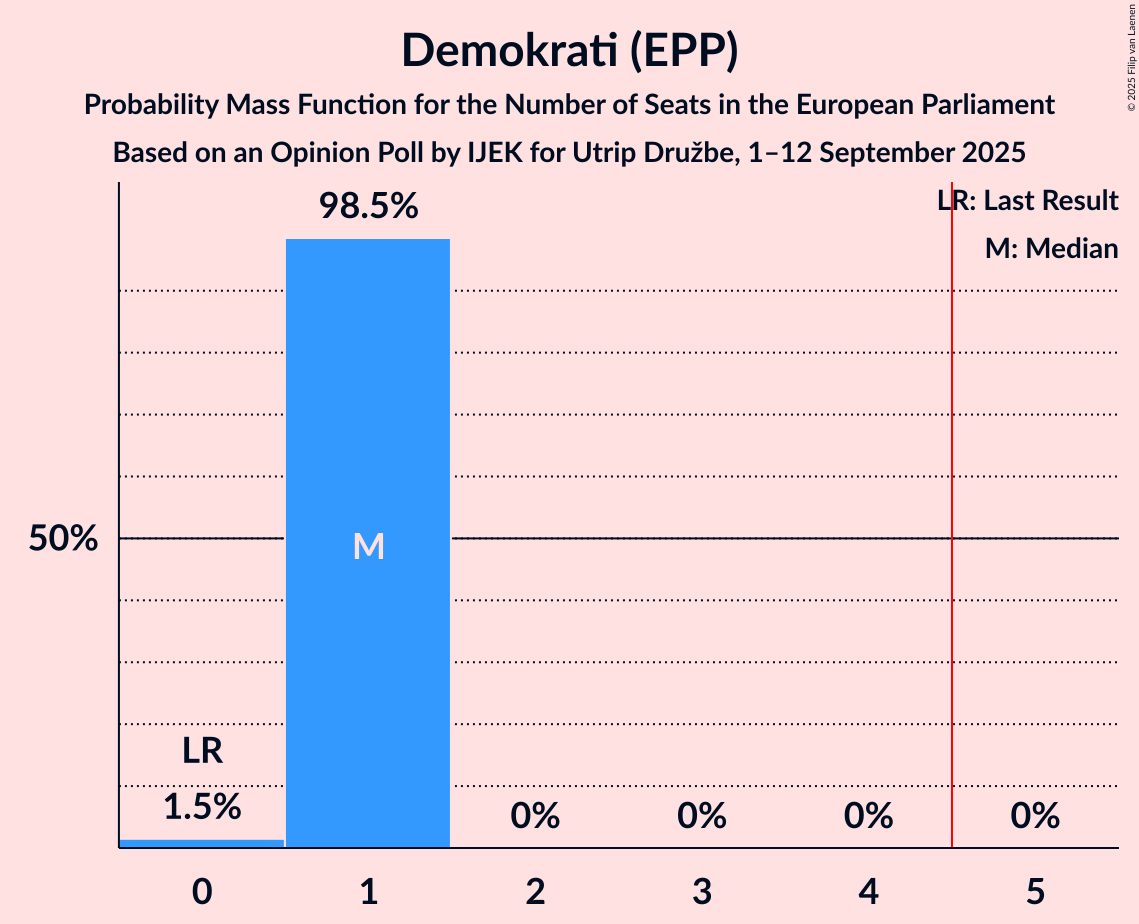 Demokrati (EPP)
Probability Mass Function for the Number of Seats in the European Parliament
Based on an Opinion Poll by IJEK for Utrip Družbe, 1–12 September 2025
© 2025 Filip van Laenen
LR: Last Result
M: Median
98.5%
50%
M
LR
1.5%
0%
0%
0%
0%
0
1
2
3
4
5